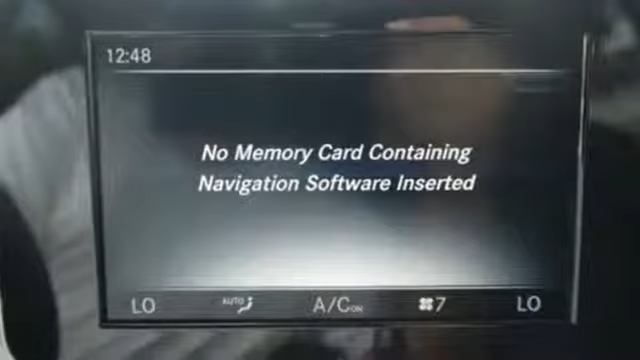 12:48
No Memory Card Containing
Navigation Software Inserted
LO AUTO A/C ON 7 LO